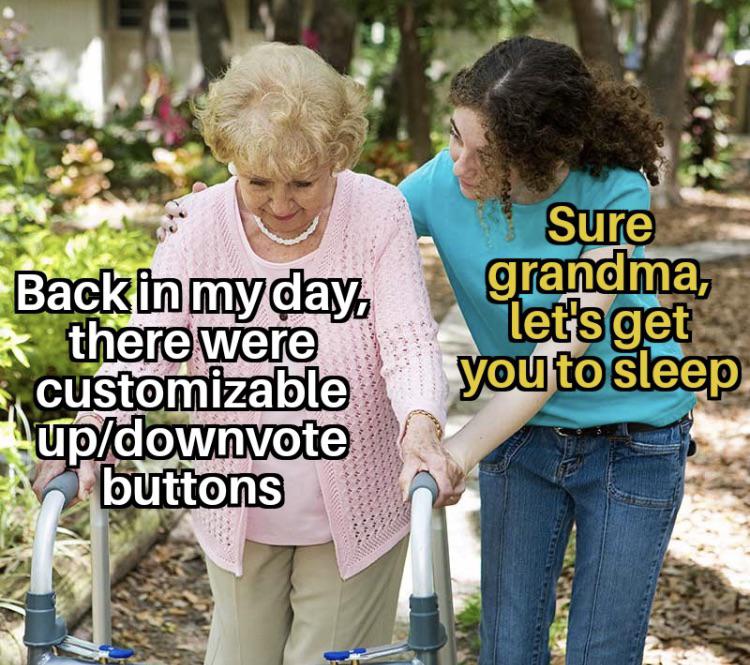 Back in my day,
there were
customizable
up/downvote
buttons
Sure
grandma,
let's get
you to sleep